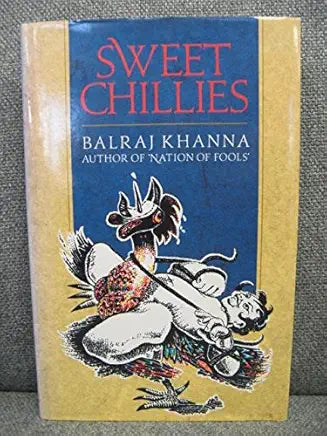 SWEET
CHILLIES
BALRAJ KHANNA
AUTHOR OF 'NATION OF FOOLS'